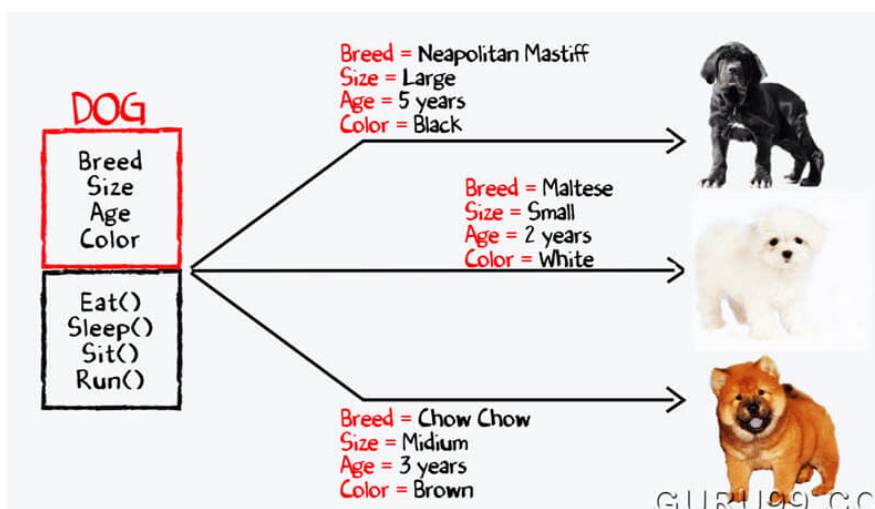 DOG
Breed
Size
Age
Color
Eat()
Sleep()
Sit()
Run()
Breed = Neapolitan Mastiff
Size = Large
Age = 5 years
Color = Black
Breed = Maltese
Size = Small
Age = 2 years
Color = White
Breed = Chow Chow
Size = Midium
Age = 3 years
Color = Brown
GURU99.CO